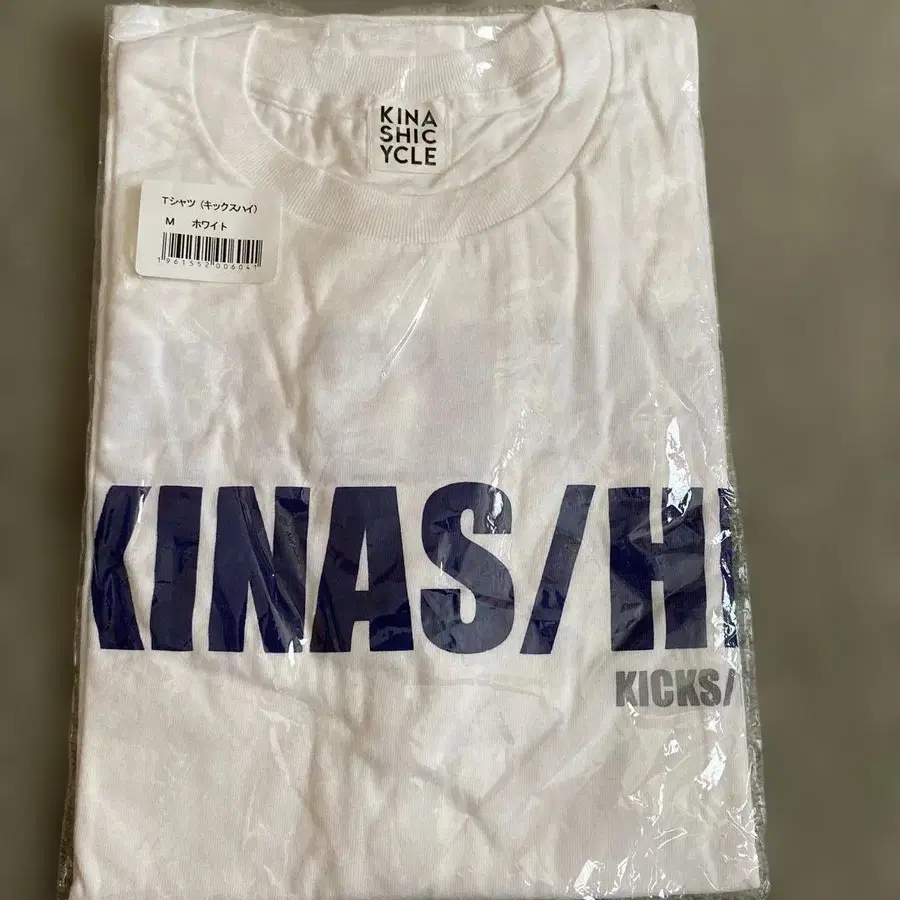 KINA
SHIC
YCLE
Tシャツ（キックスハイ）
M ホワイト
1961552006041
KINAS/HI
KICKS/